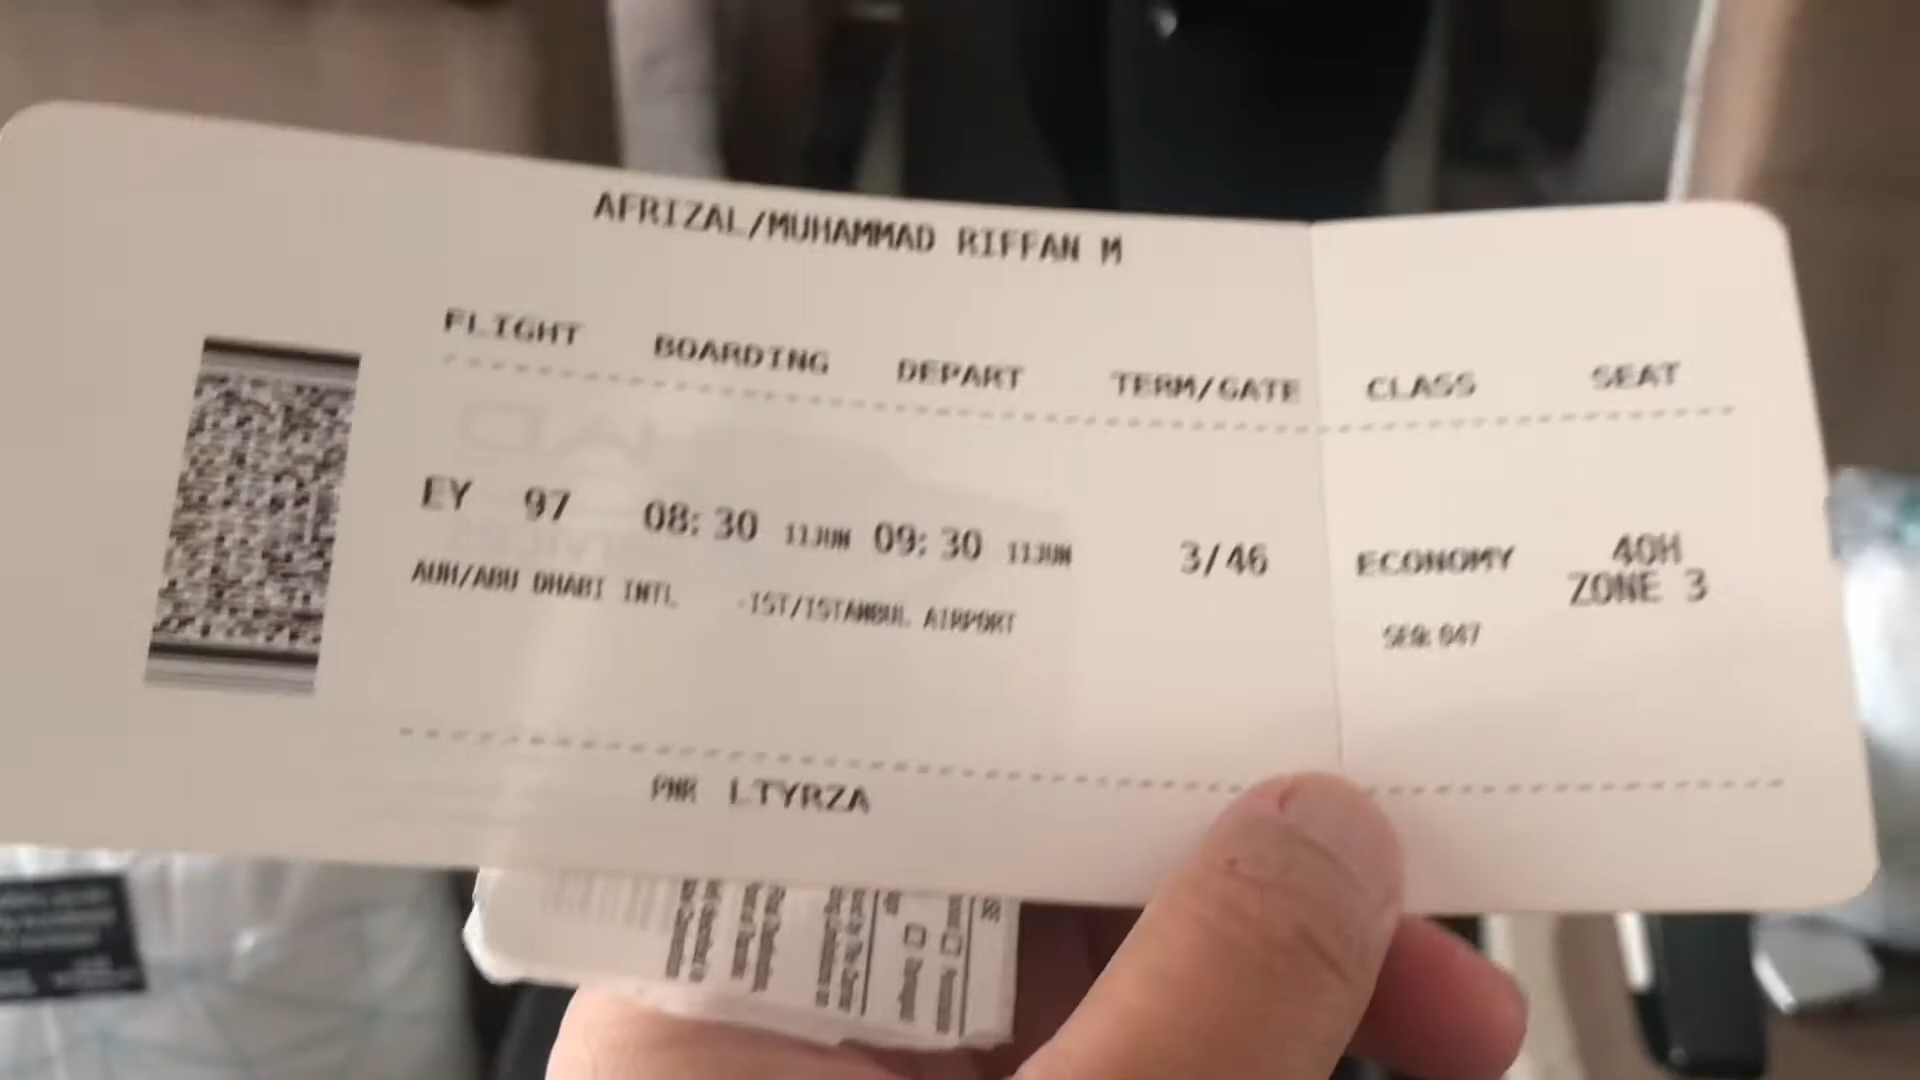 AFRIZAL/MUHAMMAD RIFFAN M
FLIGHT BOARDING DEPART TERM/GATE CLASS SEAT
EY 97 08:30 11JUN 09:30 11JUN 3/46 ECONOMY 40H
ZONE 3
AUH/ABU DHABI INTL -IST/ISTANBUL AIRPORT
SEQ: 047
PNR LTYRZA